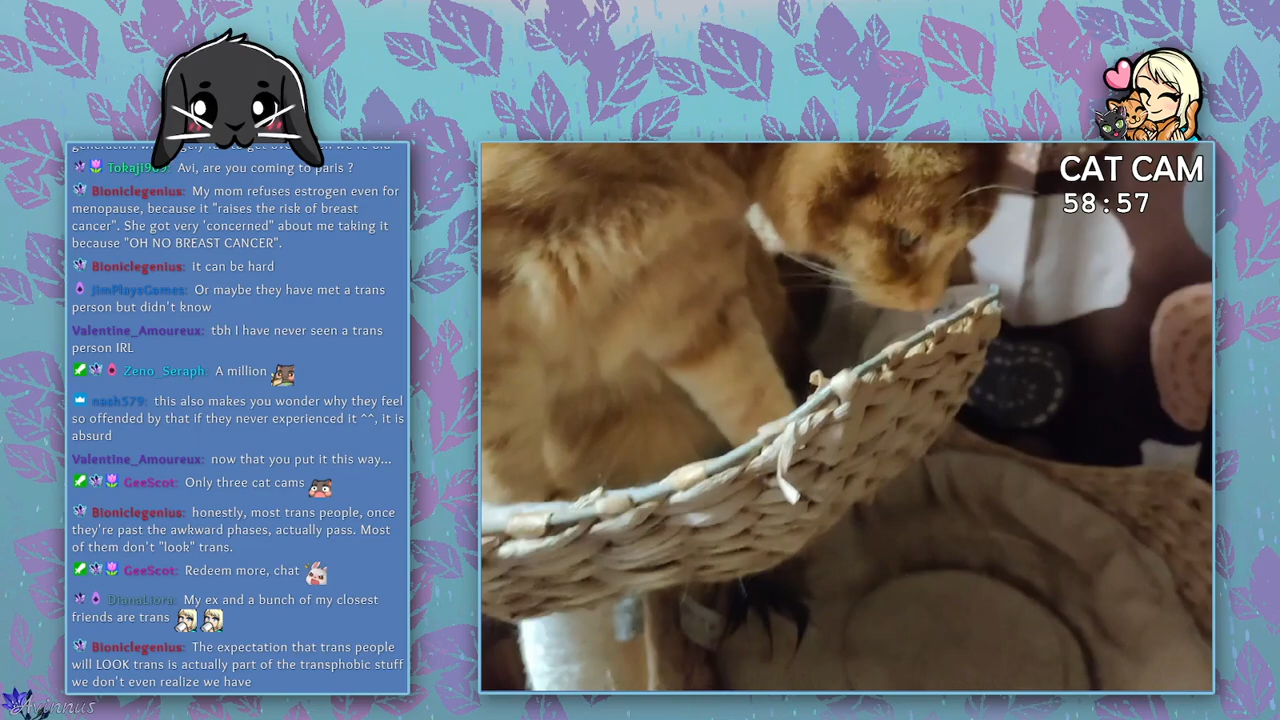 Tokaji9 : Avi, are you coming to paris ?
CAT CAM
Bioniclegenius: My mom refuses estrogen even for
58:57
menopause, because it "raises the risk of breast
cancer". She got very 'concerned" about me taking it
because "OH NO BREAST CANCER".
Bioniclegenius: it can be hard
JimPlaysGames: Or maybe they have met a trans
person but didn't know
Valentine_Amoureux: tbh I have never seen a trans
person IRL
Zeno_Seraph: A million
nash579: this also makes you wonder why they feel
so offended by that if they never experienced it ^^, it is
absurd
Valentine_Amoureux: now that you put it this way...
GeeScot: Only three cat cams
Bioniclegenius: honestly, most trans people, once
they're past the awkward phases, actually pass. Most
of them don't "look" trans.
GeeScot: Redeem more, chat
DianaLiora: My ex and a bunch of my closest
friends are trans
Bioniclegenius: The expectation that trans people
will LOOK trans is actually part of the transphobic stuff
we don't even realize we have
Avinnus